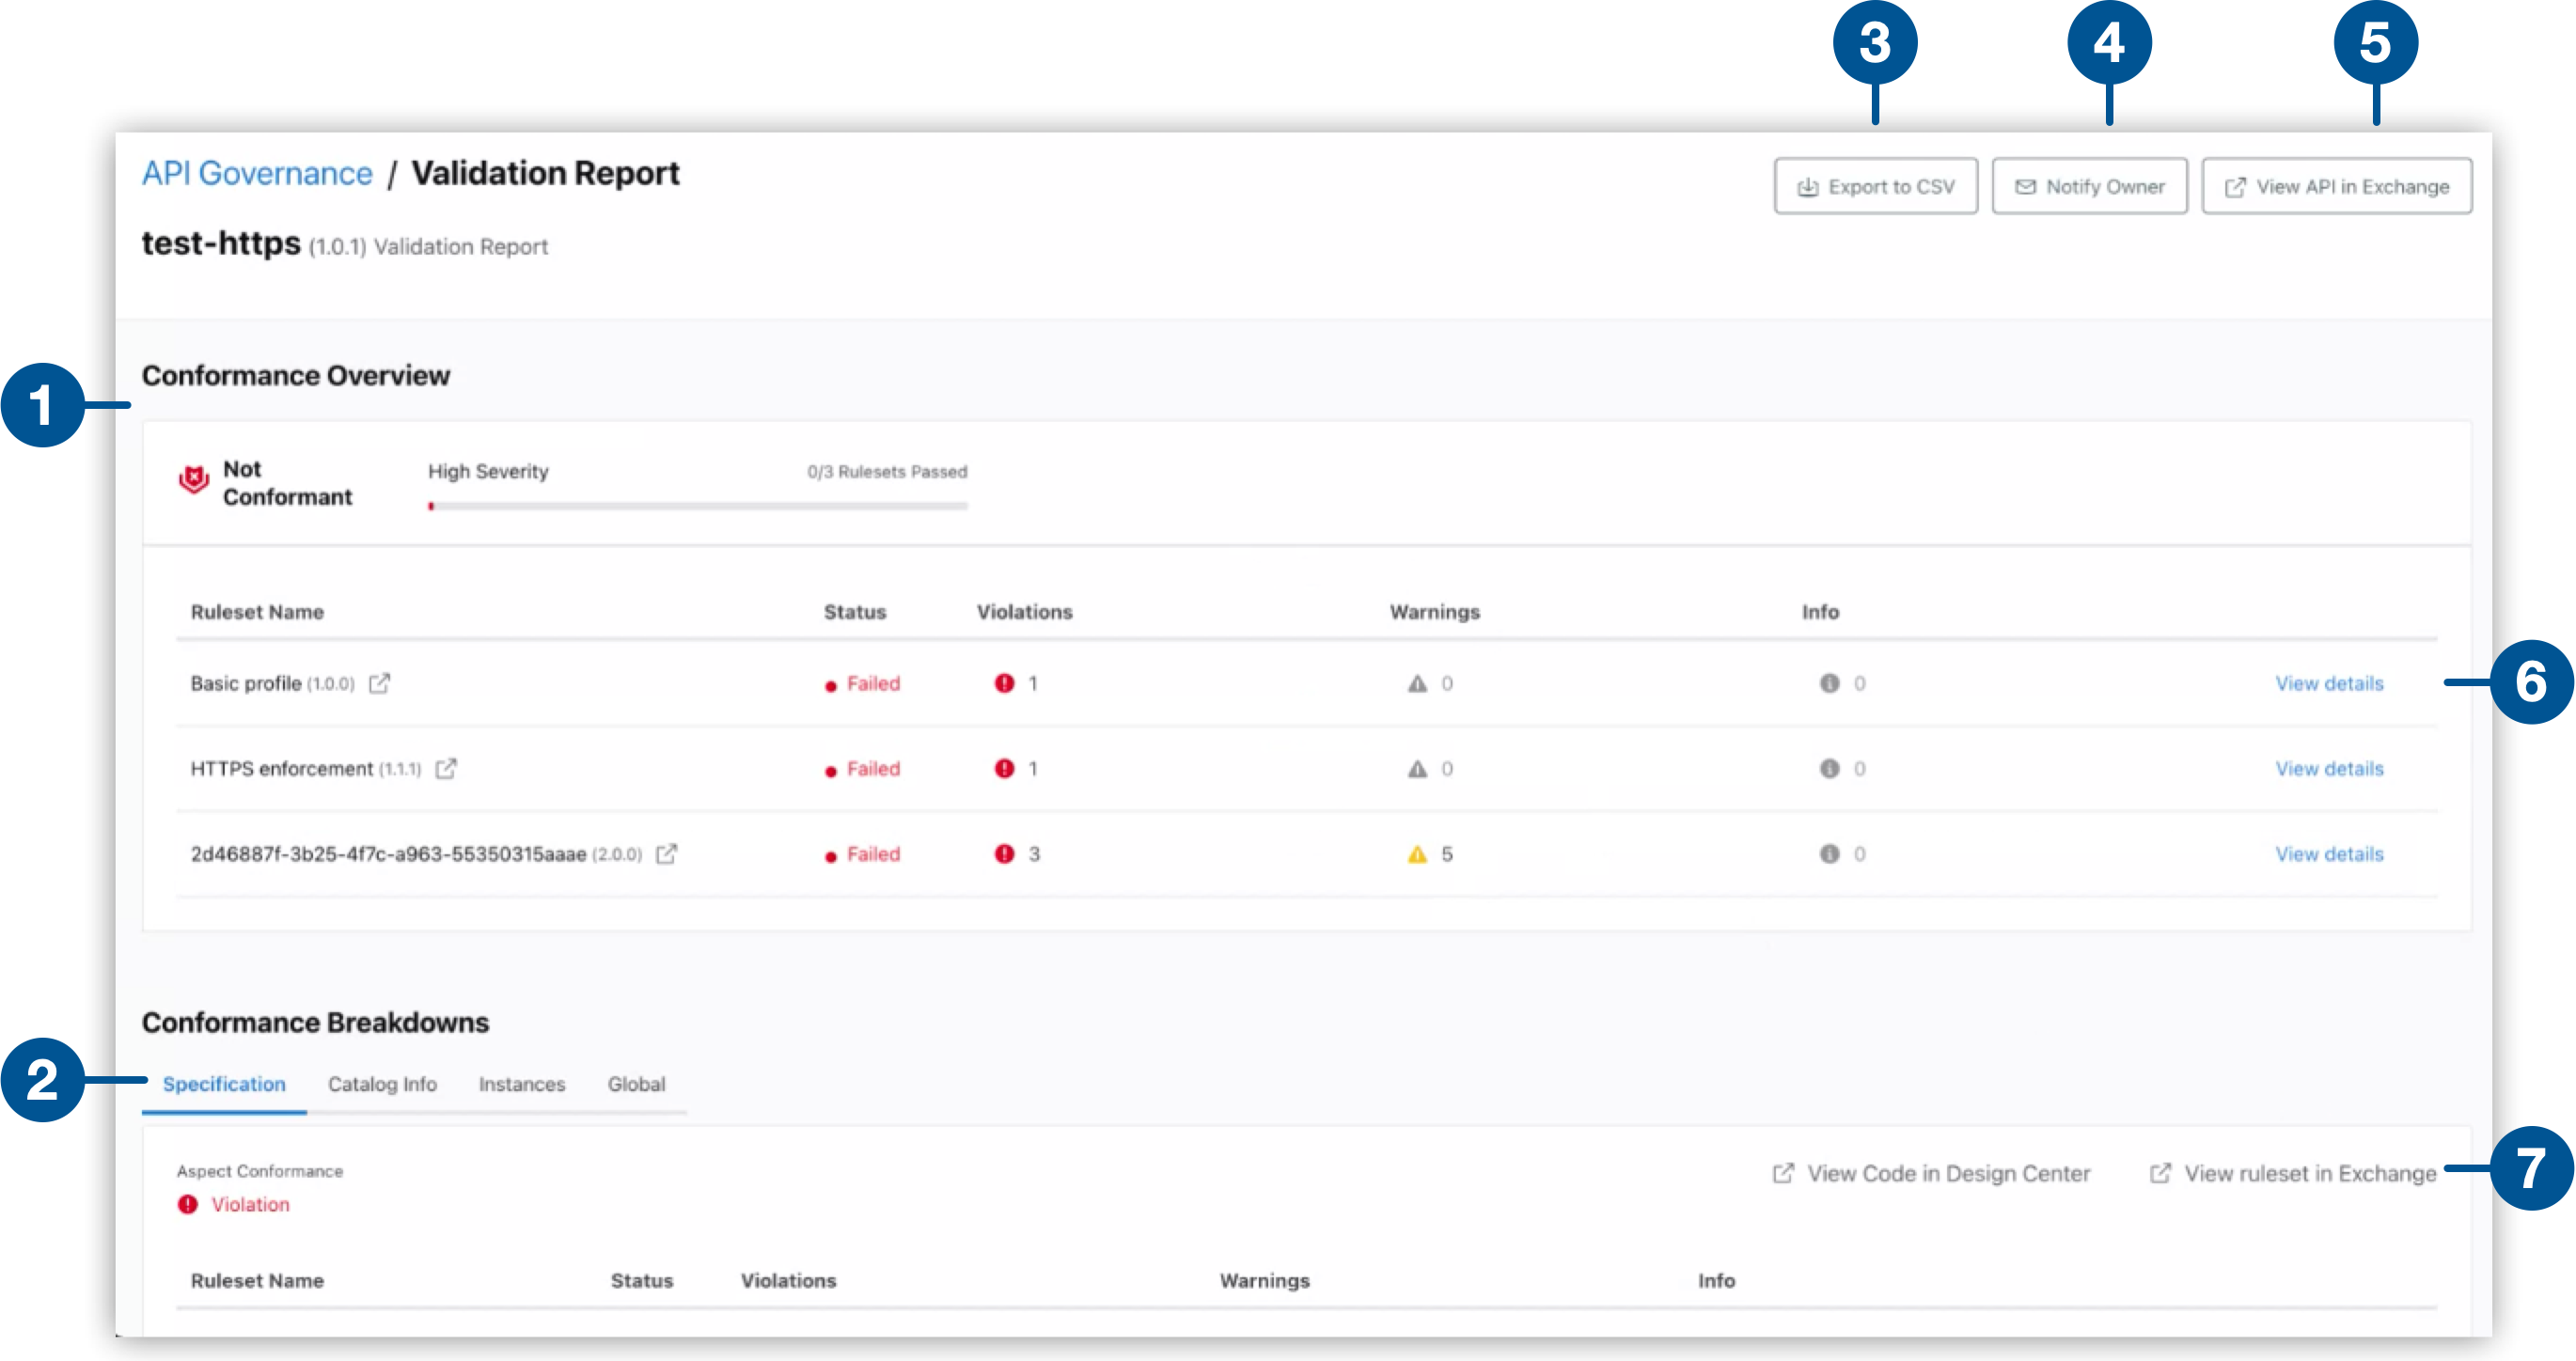 3 4 5
API Governance / Validation Report
Export to CSV Notify Owner View API in Exchange
test-https (1.0.1) Validation Report
Conformance Overview
1
Not Conformant High Severity 0/3 Rulesets Passed
Ruleset Name Status Violations Warnings Info
Basic profile (1.0.0) Failed 1 0 0 View details
6
HTTPS enforcement (1.1.1) Failed 1 0 0 View details
2d46887f-3b25-4f7c-a963-55350315aaae (2.0.0) Failed 3 5 0 View details
Conformance Breakdowns
2
Specification Catalog Info Instances Global
Aspect Conformance
View Code in Design Center View ruleset in Exchange
7
Violation
Ruleset Name Status Violations Warnings Info